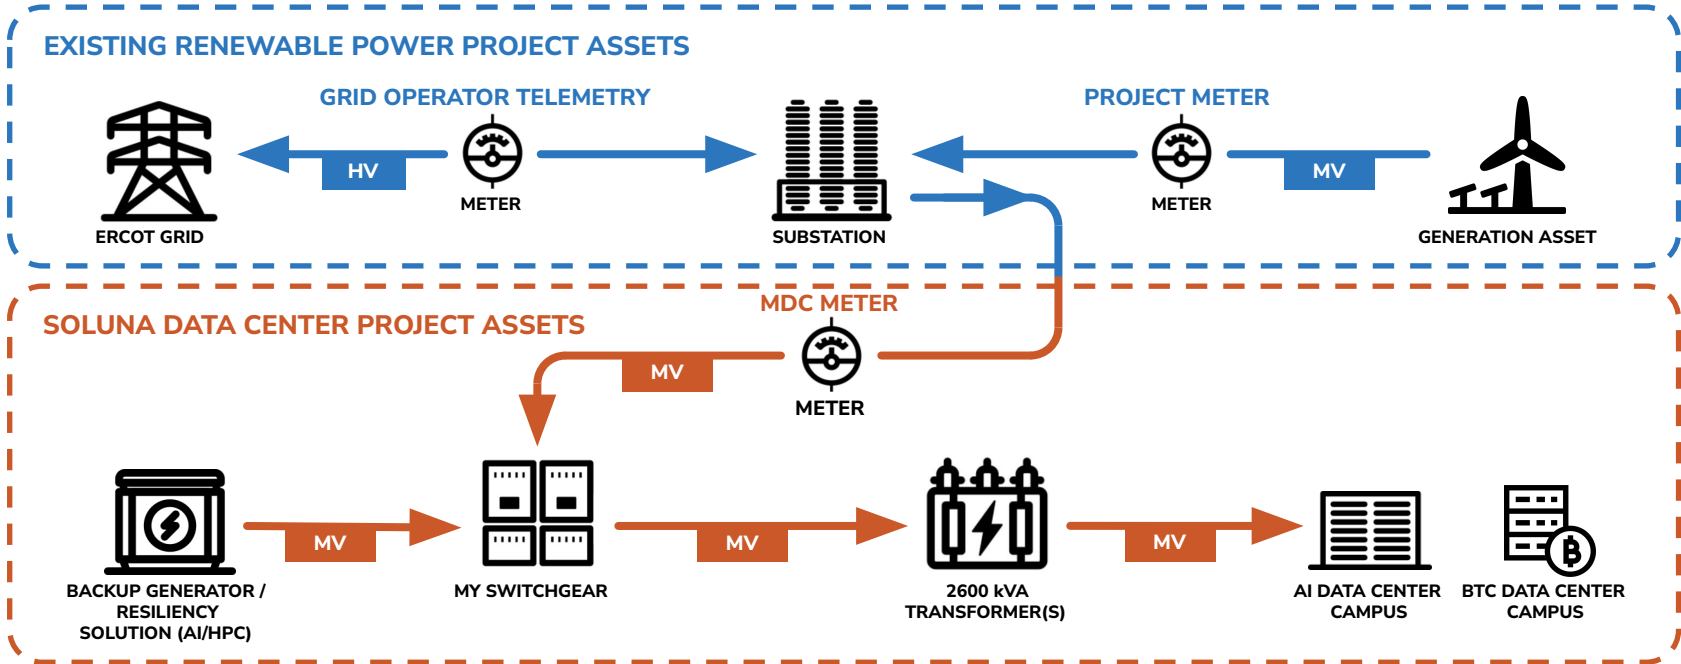 EXISTING RENEWABLE POWER PROJECT ASSETS
GRID OPERATOR TELEMETRY
PROJECT METER
HV
MV
METER
METER
ERCOT GRID
SUBSTATION
GENERATION ASSET
MDC METER
SOLUNA DATA CENTER PROJECT ASSETS
MV
METER
MV
MV
MV
BACKUP GENERATOR /
RESILIENCY
SOLUTION (AI/HPC)
MY SWITCHGEAR
2600 kVA
TRANSFORMER(S)
AI DATA CENTER
CAMPUS
BTC DATA CENTER
CAMPUS